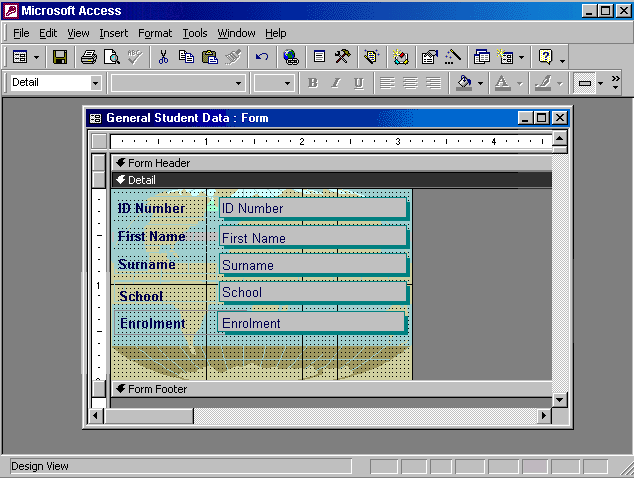 Microsoft Access
File Edit View Insert Format Tools Window Help
Detail B I U A
General Student Data : Form
1 2 3 4
Form Header
Detail
ID Number ID Number
First Name First Name
Surname Surname
1
School School
Enrolment Enrolment
Form Footer
Design View